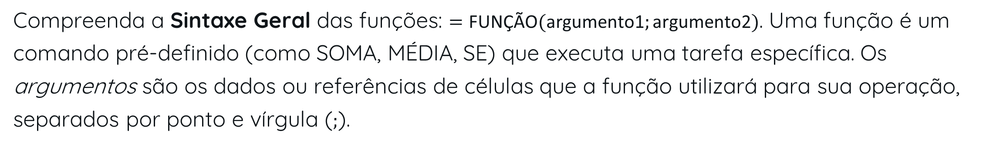 Compreenda a Sintaxe Geral das funções: = FUNÇÃO(argumento1; argumento2). Uma função é um
comando pré-definido (como SOMA, MÉDIA, SE) que executa uma tarefa específica. Os
argumentos são os dados ou referências de células que a função utilizará para sua operação,
separados por ponto e vírgula (;).